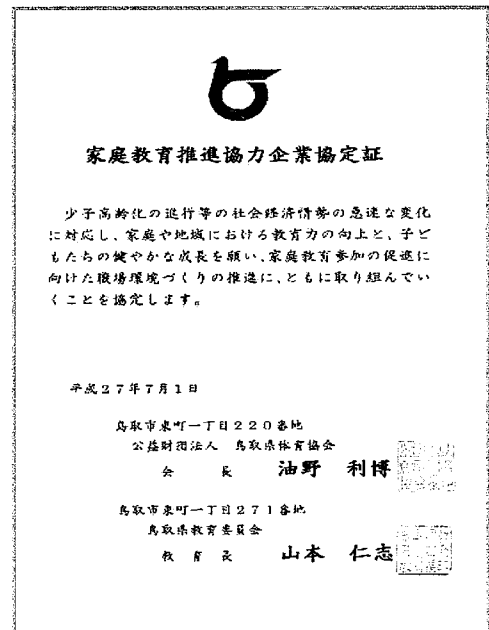 家庭教育推進協力企業協定証
少子高齢化の進行等の社会経済情勢の急速な変化
に対応し、家庭や地域における教育力の向上と、子ど
もたちの健やかな成長を願い、家庭教育参加の促進に
向けた職場環境づくりの推進に、ともに取り組んでい
くことを協定します。
平成27年7月1日
鳥取市東町一丁目220番地
公益財団法人 鳥取県体育協会
会 長 油野 利博
鳥取市東町一丁目271番地
鳥取県教育委員会
教 育 長 山本 仁志